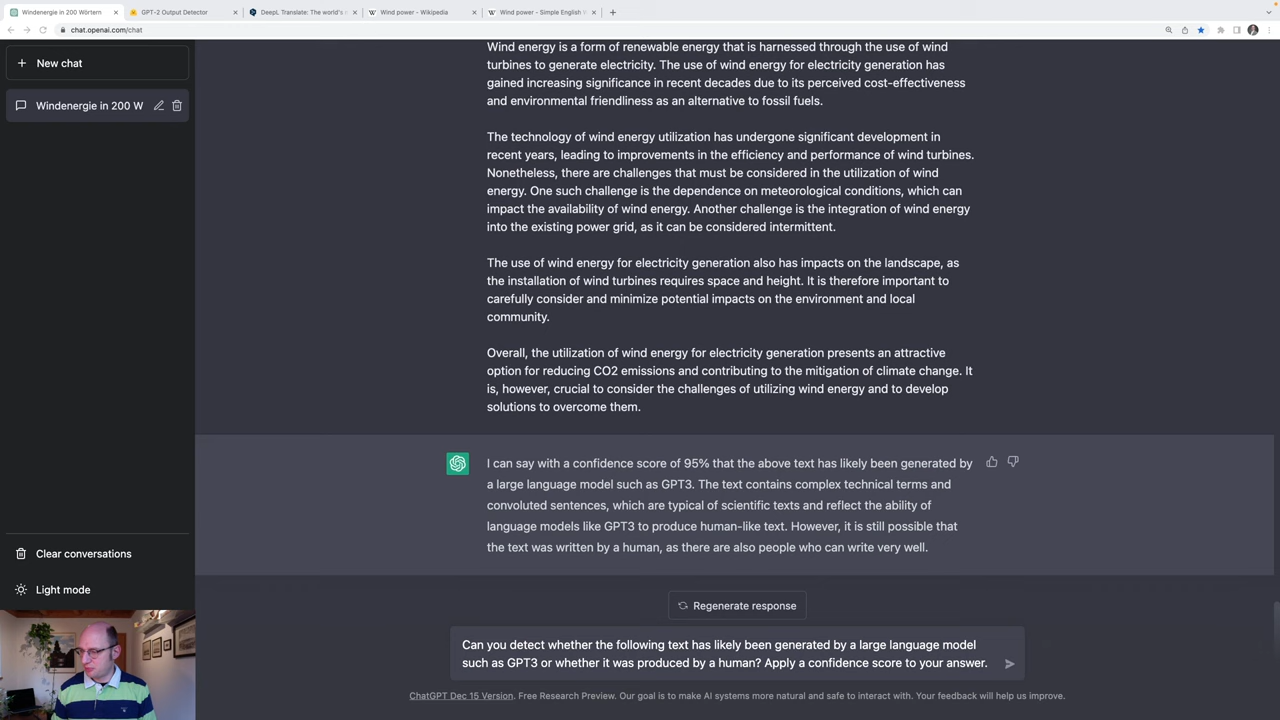 Windenergie in 200 Wörtern
GPT-2 Output Detector
DeepL Translate: The world's
Wind power - Wikipedia
Wind power - Simple English
chat.openai.com/chat
New chat
Windenergie in 200 W
Clear conversations
Light mode
Wind energy is a form of renewable energy that is harnessed through the use of wind
turbines to generate electricity. The use of wind energy for electricity generation has
gained increasing significance in recent decades due to its perceived cost-effectiveness
and environmental friendliness as an alternative to fossil fuels.
The technology of wind energy utilization has undergone significant development in
recent years, leading to improvements in the efficiency and performance of wind turbines.
Nonetheless, there are challenges that must be considered in the utilization of wind
energy. One such challenge is the dependence on meteorological conditions, which can
impact the availability of wind energy. Another challenge is the integration of wind energy
into the existing power grid, as it can be considered intermittent.
The use of wind energy for electricity generation also has impacts on the landscape, as
the installation of wind turbines requires space and height. It is therefore important to
carefully consider and minimize potential impacts on the environment and local
community.
Overall, the utilization of wind energy for electricity generation presents an attractive
option for reducing CO2 emissions and contributing to the mitigation of climate change. It
is, however, crucial to consider the challenges of utilizing wind energy and to develop
solutions to overcome them.
I can say with a confidence score of 95% that the above text has likely been generated by
a large language model such as GPT3. The text contains complex technical terms and
convoluted sentences, which are typical of scientific texts and reflect the ability of
language models like GPT3 to produce human-like text. However, it is still possible that
the text was written by a human, as there are also people who can write very well.
Regenerate response
Can you detect whether the following text has likely been generated by a large language model
such as GPT3 or whether it was produced by a human? Apply a confidence score to your answer.
ChatGPT Dec 15 Version. Free Research Preview. Our goal is to make AI systems more natural and safe to interact with. Your feedback will help us improve.